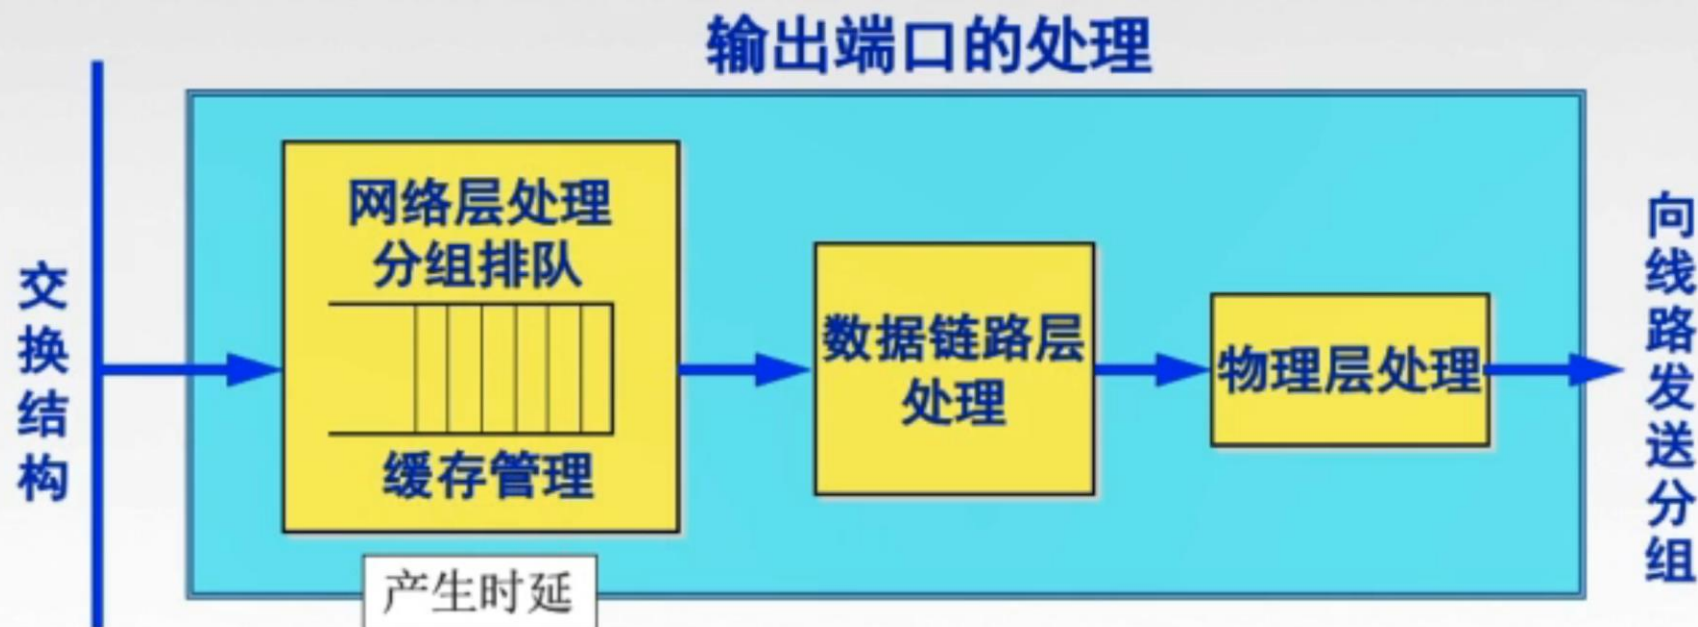 输出端口的处理
交换结构
网络层处理
分组排队
缓存管理
产生时延
数据链路层
处理
物理层处理
向线路发送分组